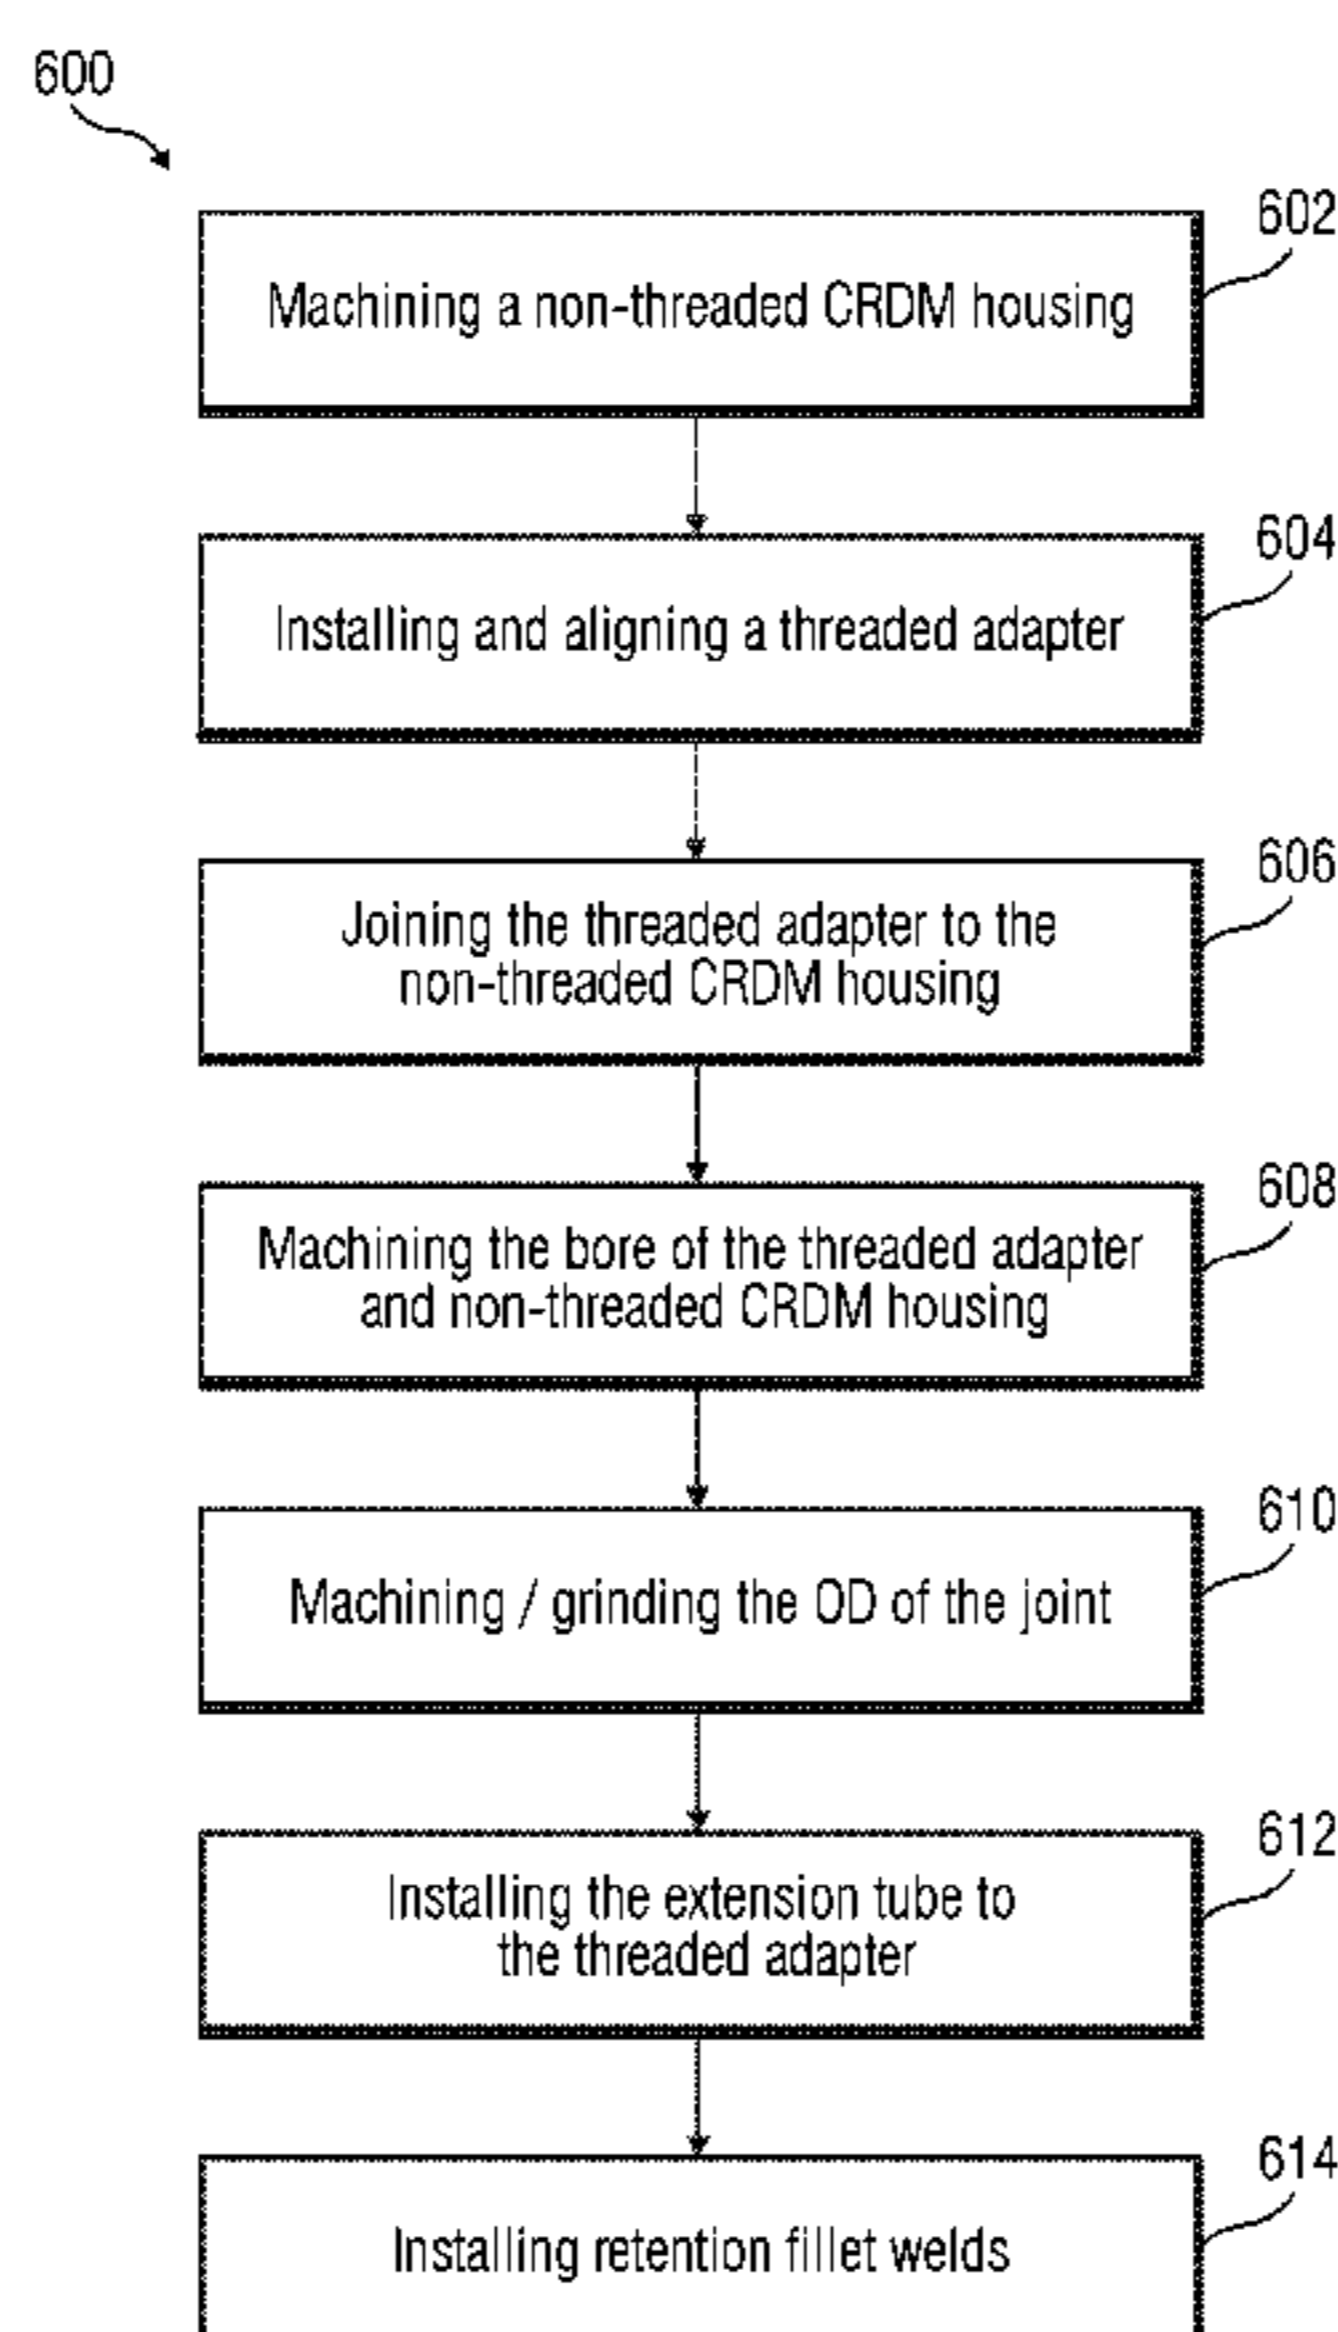 600
602
Machining a non-threaded CRDM housing
604
Installing and aligning a threaded adapter
606
Joining the threaded adapter to the
non-threaded CRDM housing
608
Machining the bore of the threaded adapter
and non-threaded CRDM housing
610
Machining / grinding the OD of the joint
612
Installing the extension tube to
the threaded adapter
614
Installing retention fillet welds